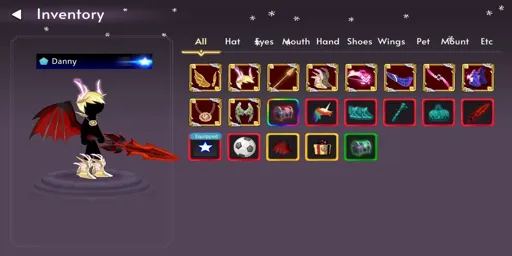 Inventory
All Hat Eyes Mouth Hand Shoes Wings Pet Mount Etc
Danny
Equipped